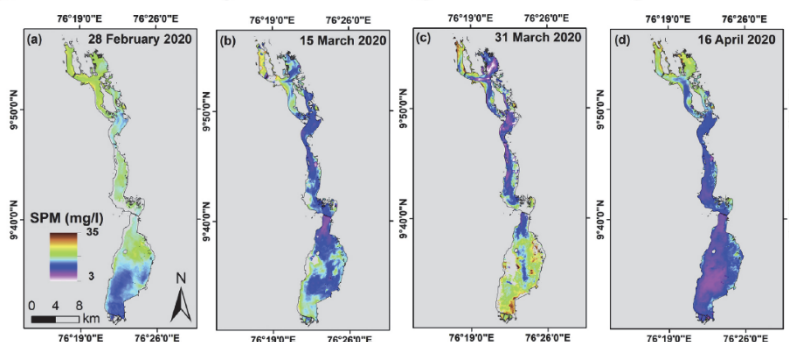 76°19'0"E 76°26'0"E 76°19'0"E 76°26'0"E 76°19'0"E 76°26'0"E 76°19'0"E 76°26'0"E
(a) 28 February 2020 (b) 15 March 2020 (c) 31 March 2020 (d) 16 April 2020
9°50'0"N 9°50'0"N 9°50'0"N 9°50'0"N
9°40'0"N 9°40'0"N 9°40'0"N 9°40'0"N
SPM (mg/l)
35
3
N
0 4 8
km
76°19'0"E 76°26'0"E 76°19'0"E 76°26'0"E 76°19'0"E 76°26'0"E 76°19'0"E 76°26'0"E